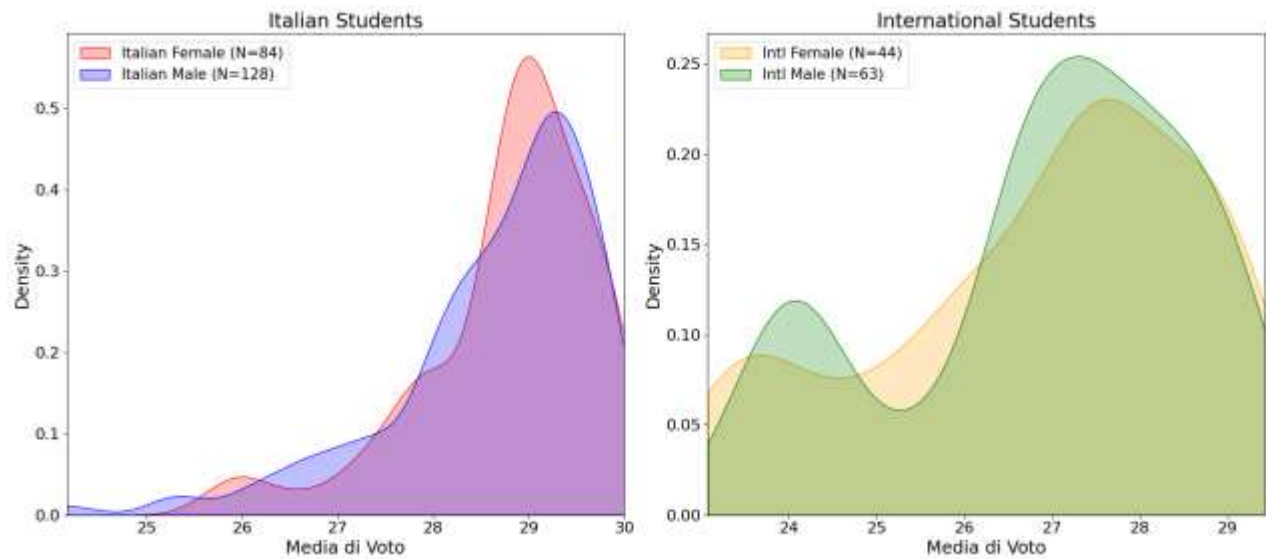 Italian Students
Italian Female (N=84)
Italian Male (N=128)
Density
0.5
0.4
0.3
0.2
0.1
0.0
25 26 27 28 29 30
Media di Voto
International Students
Intl Female (N=44)
Intl Male (N=63)
Density
0.25
0.20
0.15
0.10
0.05
0.00
24 25 26 27 28 29
Media di Voto